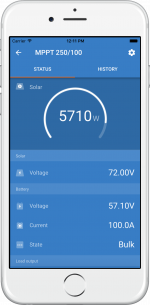 12:11 PM
MPPT 250/100
STATUS HISTORY
Solar
5710W
Solar
Voltage 72.00V
Battery
Voltage 57.10V
Current 100.0A
State Bulk
Load output